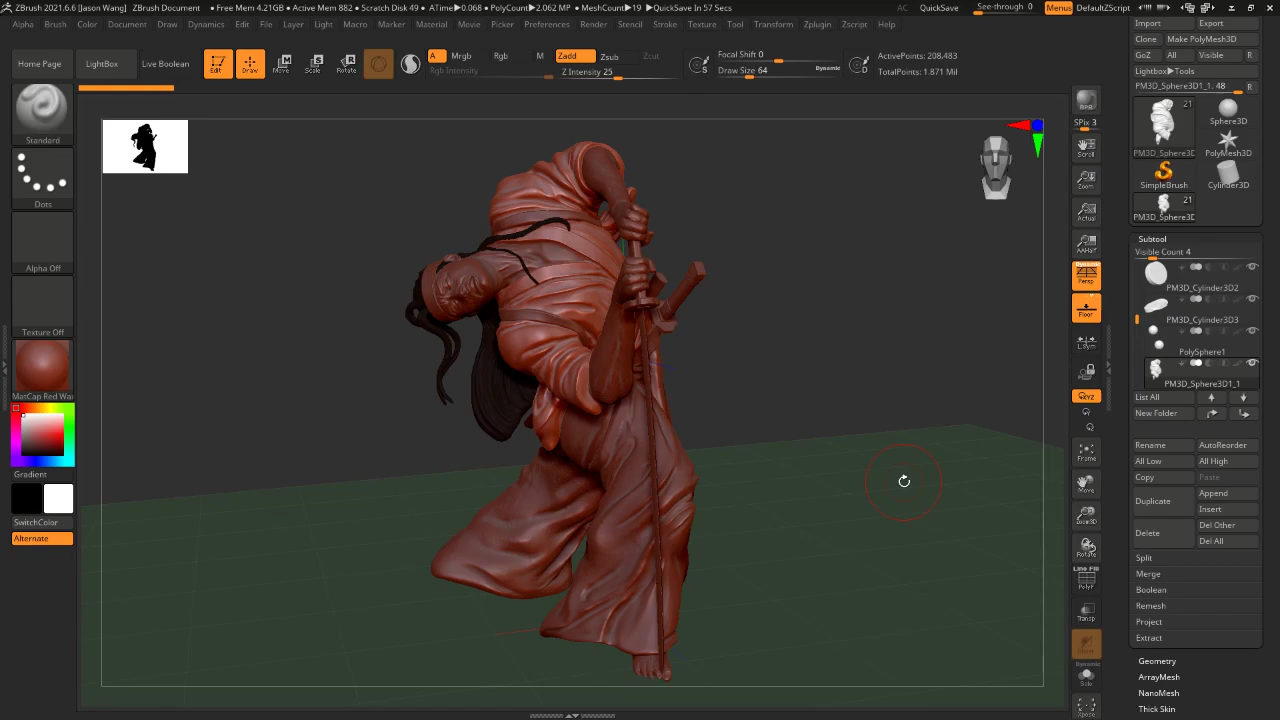 ZBrush 2021.6.6 [Jason Wang] ZBrush Document • Free Mem 4.21GB • Active Mem 882 • Scratch Disk 49 • ATime▶0.068 • PolyCount▶2.062 MP • MeshCount▶19 ▶QuickSave In 57 Secs AC QuickSave See-through 0 Menus DefaultZScript
Alpha Brush Color Document Draw Dynamics Edit File Layer Light Macro Marker Material Movie Picker Preferences Render Stencil Stroke Texture Tool Transform Zplugin Zscript Help
Home Page LightBox Live Boolean Edit Draw Move Scale Rotate
A Mrgb Rgb M Zadd Zsub Zcut
Rgb Intensity Z Intensity 25
Focal Shift 0
Draw Size 64 Dynamic
ActivePoints: 208,483
TotalPoints: 1.871 Mil
Standard
Dots
Alpha Off
Texture Off
MatCap Red Wa
Gradient
SwitchColor
Alternate
BPR
SPix 3
Scroll
Zoom
Actual
AAHalf
Dynamic
Persp
Floor
L.Sym
XYZ
Frame
Move
Zoom3D
Rotate
Line Fill
PolyF
Transp
Dynamic
Solo
Xpose
Import Export
Clone Make PolyMesh3D
GoZ All Visible R
Lightbox▶Tools
PM3D_Sphere3D1_1. 48 R
21
Sphere3D
PM3D_Sphere3D PolyMesh3D
SimpleBrush Cylinder3D
21
PM3D_Sphere3D
Subtool
Visible Count 4
PM3D_Cylinder3D2
PM3D_Cylinder3D3
PolySphere1
PM3D_Sphere3D1_1
List All
New Folder
Rename AutoReorder
All Low All High
Copy Paste
Duplicate Append
Insert
Delete Del Other
Del All
Split
Merge
Boolean
Remesh
Project
Extract
Geometry
ArrayMesh
NanoMesh
Thick Skin